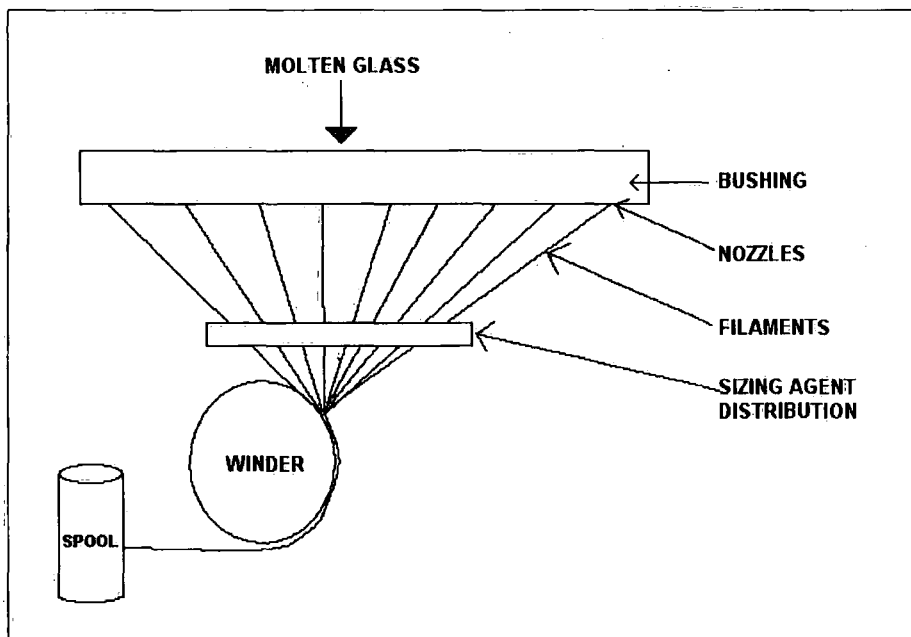 MOLTEN GLASS
BUSHING
NOZZLES
FILAMENTS
SIZING AGENT
DISTRIBUTION
WINDER
SPOOL